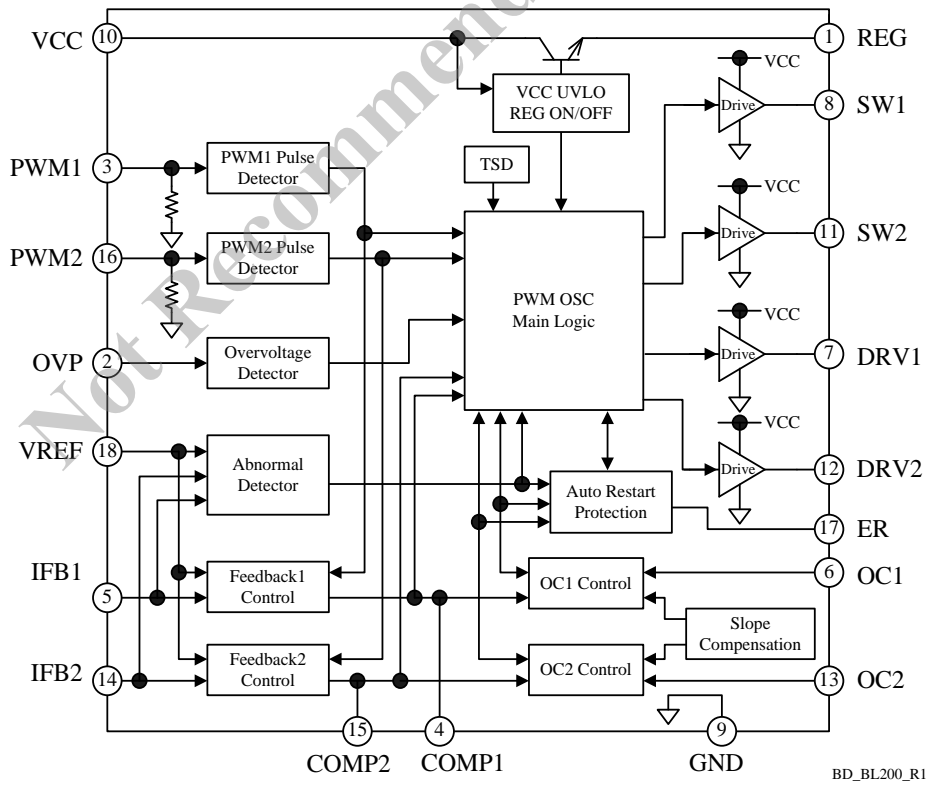 VCC
10
1
REG
VCC UVLO
REG ON/OFF
VCC
Drive
8
SW1
PWM1
3
PWM1 Pulse
Detector
TSD
VCC
Drive
11
SW2
PWM2
16
PWM2 Pulse
Detector
PWM OSC
Main Logic
OVP
2
Overvoltage
Detector
VCC
Drive
7
DRV1
VREF
18
Abnormal
Detector
VCC
Drive
12
DRV2
Auto Restart
Protection
17
ER
IFB1
5
Feedback1
Control
OC1 Control
6
OC1
Slope
Compensation
IFB2
14
Feedback2
Control
OC2 Control
13
OC2
15
COMP2
4
COMP1
9
GND
BD_BL200_R1
Not Recommen